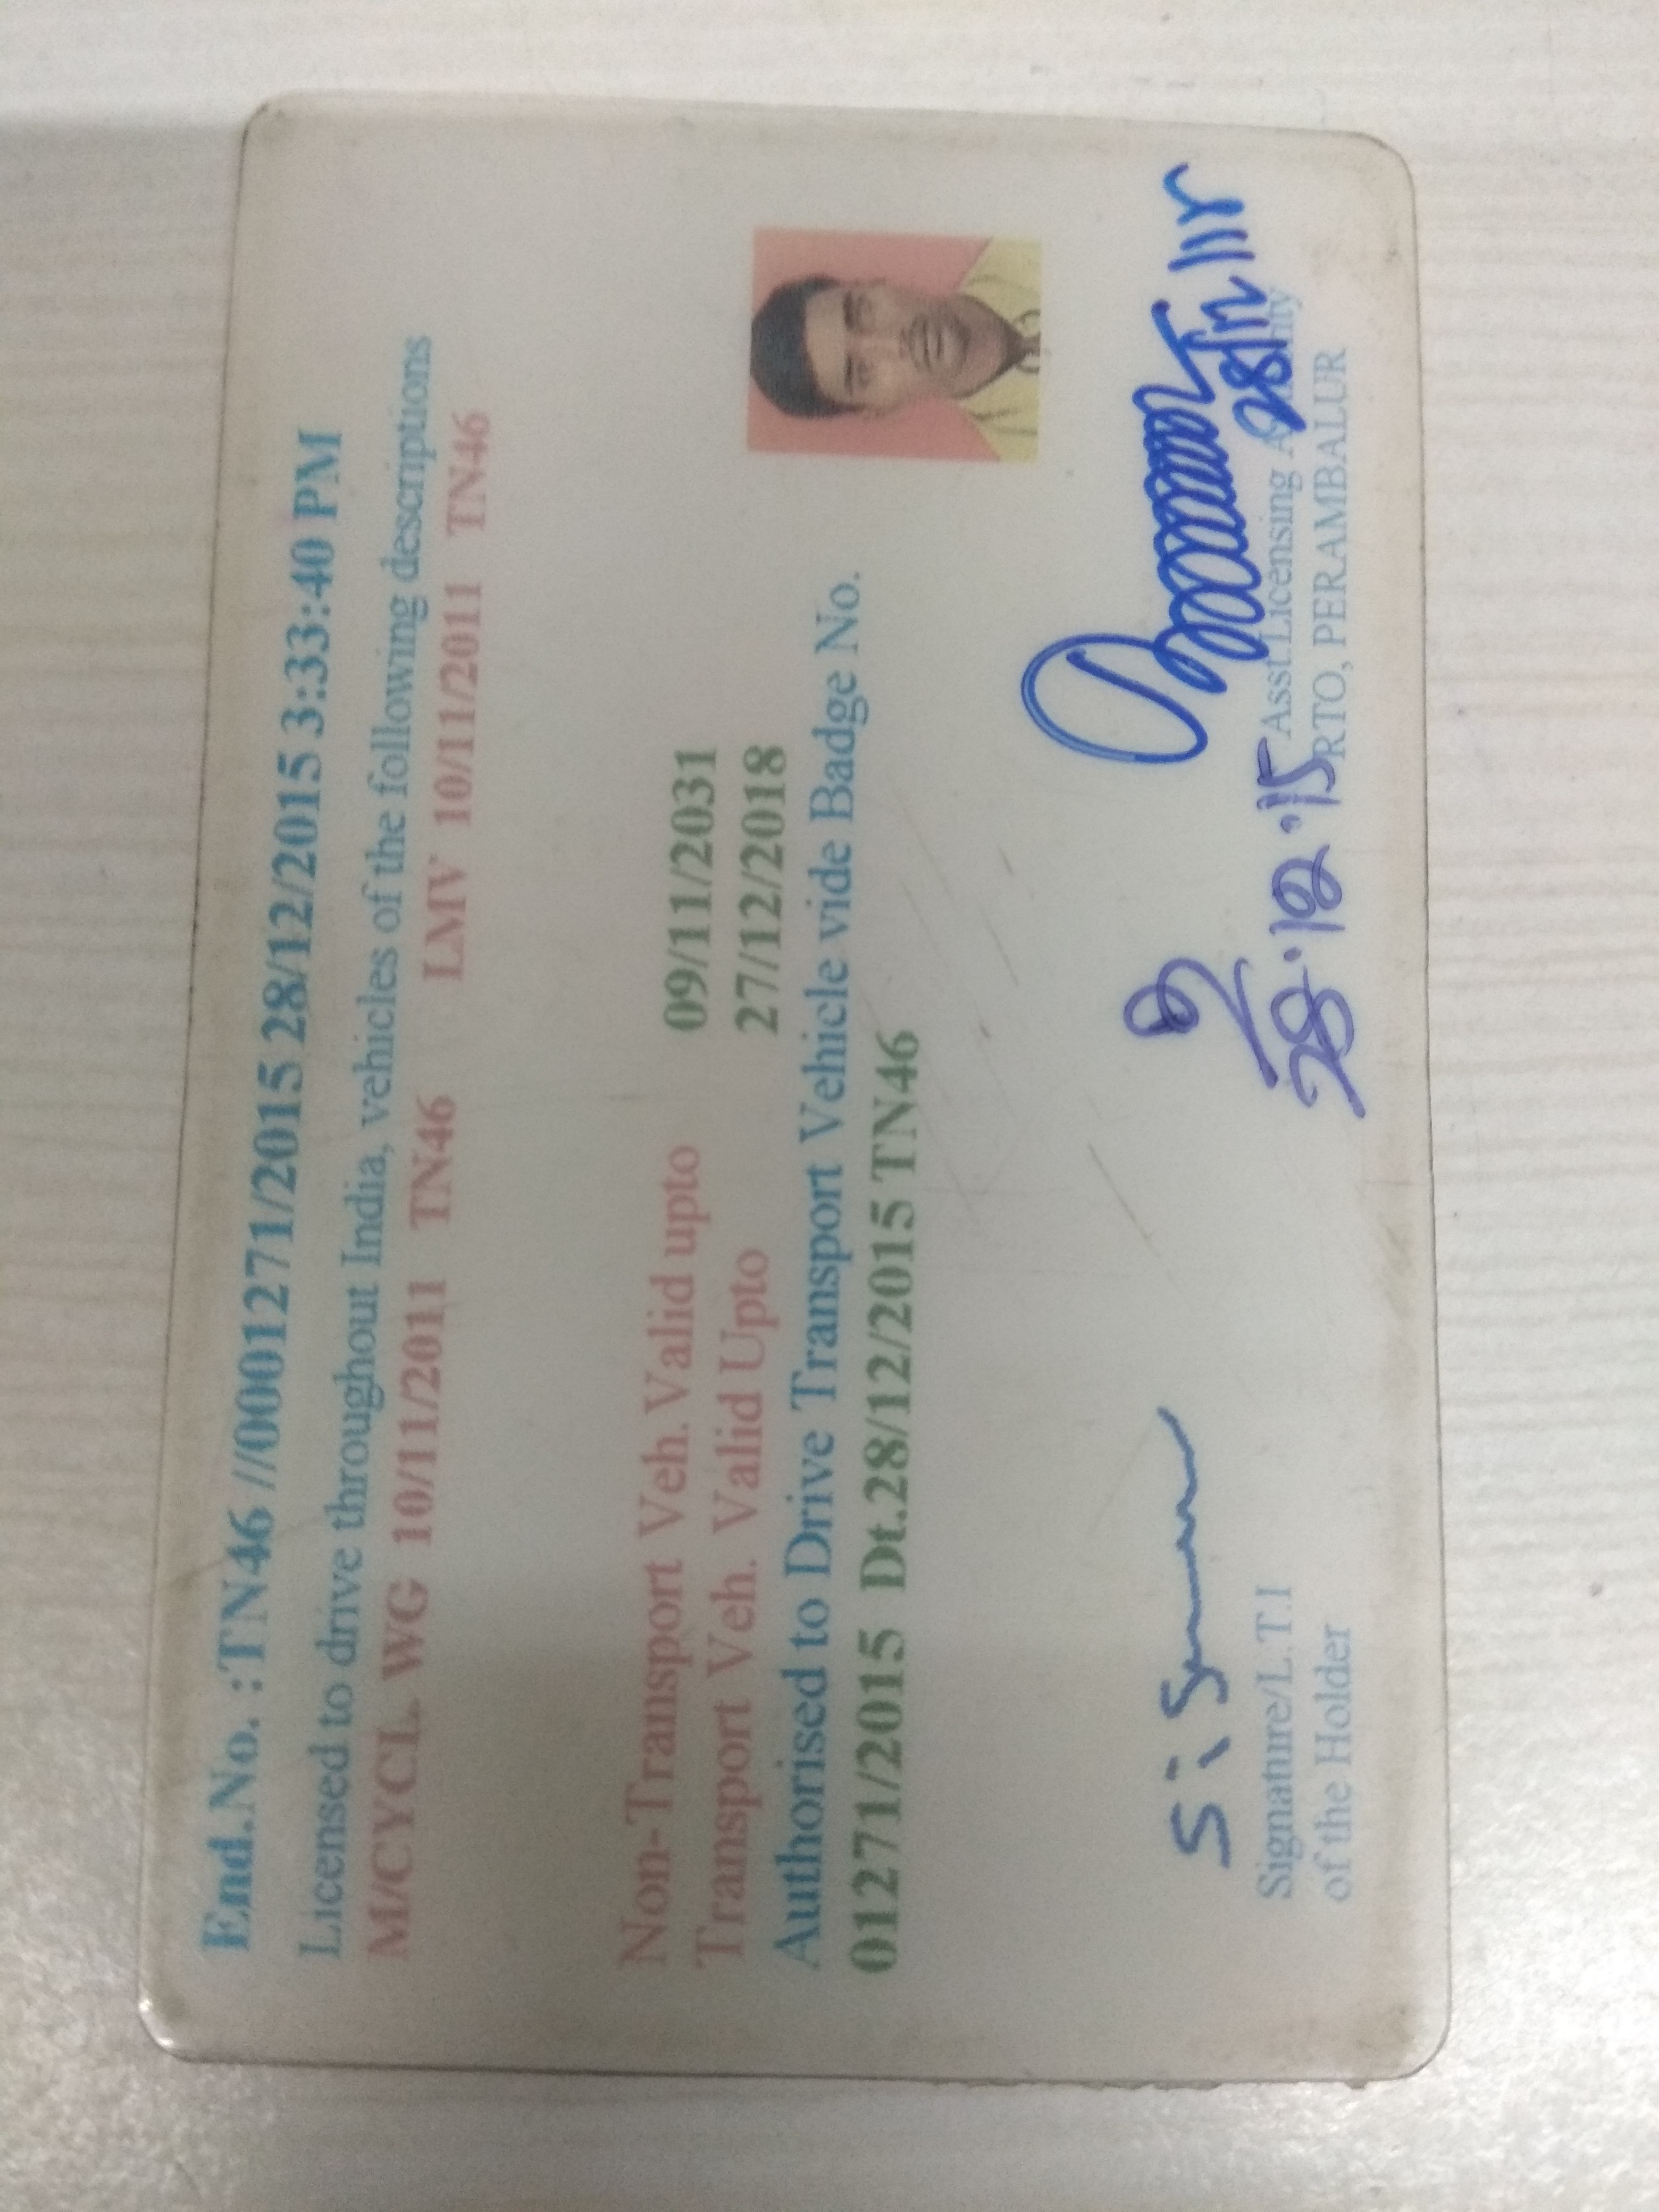 End.No. :TN46 //0001271/2015 28/12/2015 3:33:40 PM
Licensed to drive throughout India, vehicles of the following descriptions
M/CYCL. WG 10/11/2011 TN46 LMV 10/11/2011 TN46
Non-Transport Veh. Valid upto 09/11/2031
Transport Veh. Valid Upto 27/12/2018
Authorised to Drive Transport Vehicle vide Badge No.
01271/2015 Dt.28/12/2015 TN46
28.12.15
Signature/L.T.I Asst.Licensing
of the Holder RTO, PERAMBALUR